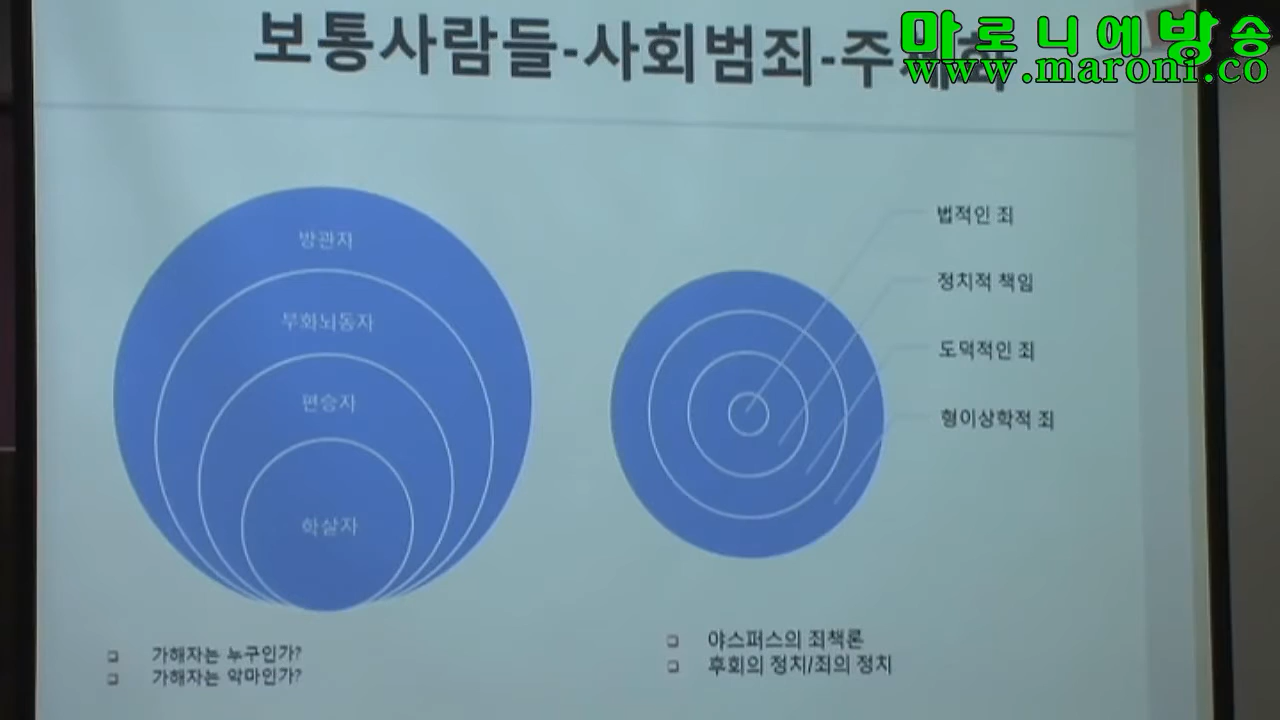 보통사람들-사회범죄-주체화
마로니에방송
www.maroni.co
방관자
부화뇌동자
편승자
학살자
법적인 죄
정치적 책임
도덕적인 죄
형이상학적 죄
❑ 가해자는 누구인가?
❑ 가해자는 악마인가?
❑ 야스퍼스의 죄책론
❑ 후회의 정치/죄의 정치